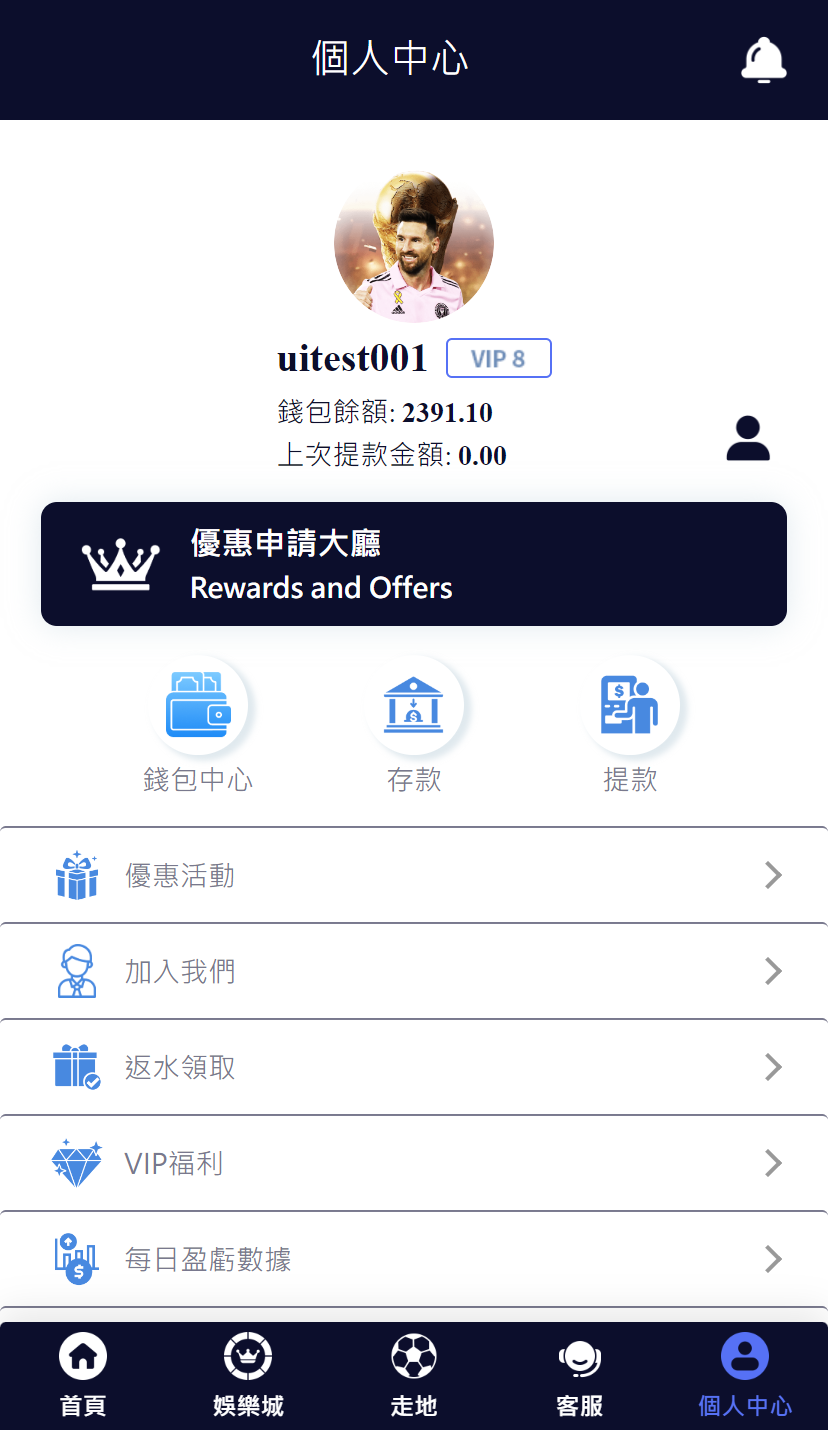 個人中心
uitest001 VIP 8
錢包餘額: 2391.10
上次提款金額: 0.00
優惠申請大廳
Rewards and Offers
錢包中心 存款 提款
優惠活動
加入我們
返水領取
VIP福利
每日盈虧數據
首頁 娛樂城 走地 客服 個人中心